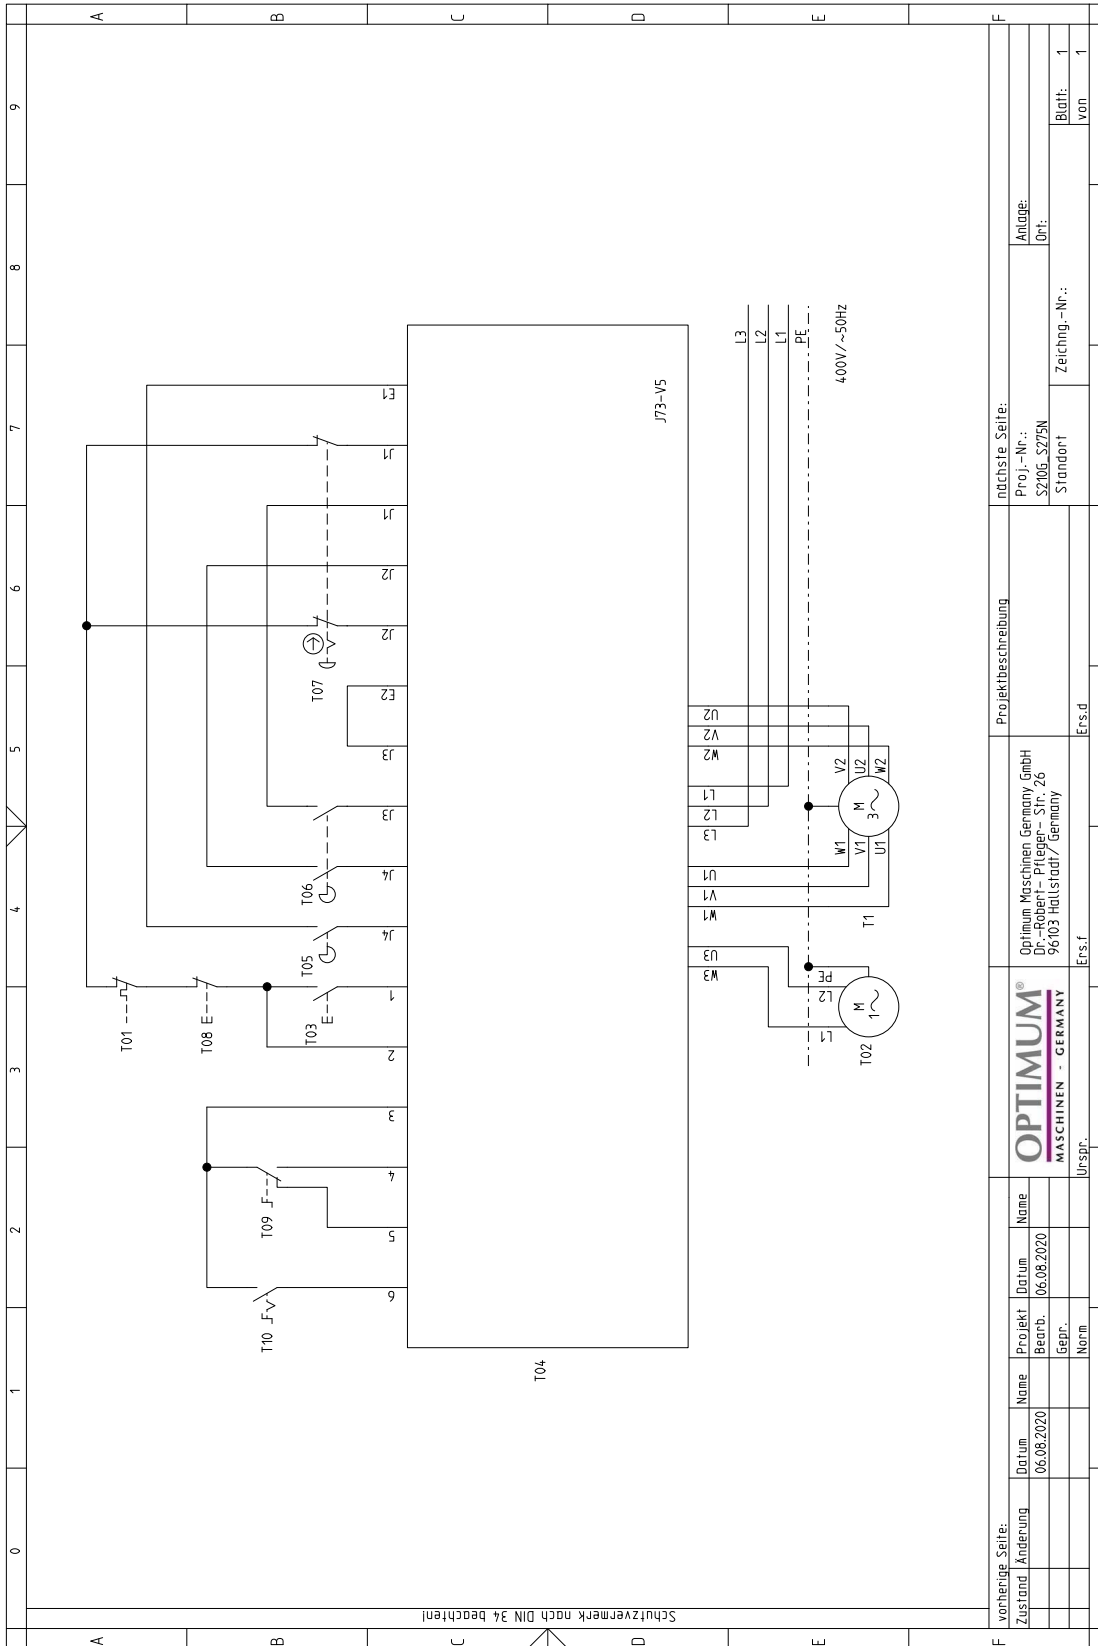 0 1 2 3 4 5 6 7 8 9
A
B
C
D
E
F
A
B
C
D
E
F
Schutzvermerk nach DIN 34 beachten!
T01
T08
T03
T05
T06
T07
T09
T10
6 5 4 3 2 1 J4 J4 J3 J3 E2 J2 J2 J1 J1 E1
J73-V5
T04
W3 U3 W1 V1 U1 L3 L2 L1 W2 V2 U2
L3
L2
L1
PE
400V/~50Hz
L1 L2 PE
M
1~
T02
W1 V2
V1 U2
U1 W2
M
3~
T1
vorherige Seite:
Projektbeschreibung
nächste Seite:
Zustand Änderung Datum Name Projekt Datum Name
06.08.2020 Bearb. 06.08.2020
Gepr.
Norm Urspr. Ers.f Ers.d
OPTIMUM®
MASCHINEN - GERMANY
Optimum Maschinen Germany GmbH
Dr.-Robert- Pfleger- Str. 26
96103 Hallstadt/ Germany
Proj.-Nr.:
S210G_S275N
Standort
Anlage:
Ort:
Zeichng.-Nr.:
Blatt: 1
von 1